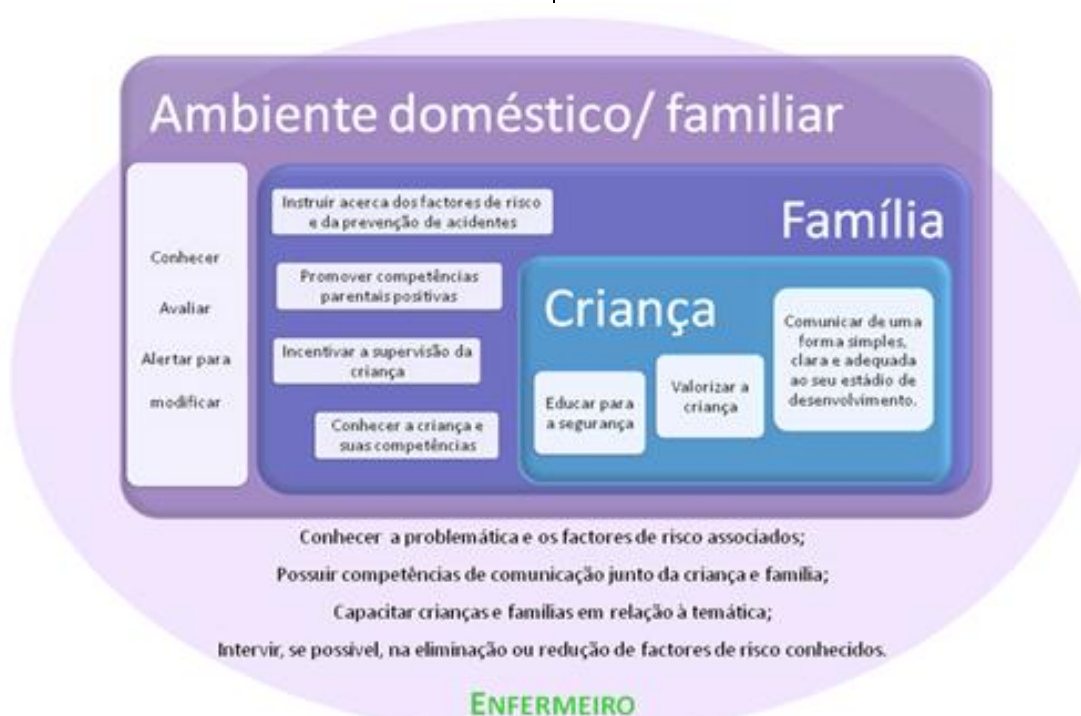 Ambiente doméstico/ familiar
Conhecer
Avaliar
Alertar para
modificar
Instruir acerca dos factores de risco
e da prevenção de acidentes
Promover competências
parentais positivas
Incentivar a supervisão da
criança
Conhecer a criança e
suas competências
Família
Criança
Educar para
a segurança
Valorizar a
criança
Comunicar de uma
forma simples,
clara e adequada
ao seu estádio de
desenvolvimento.
Conhecer a problemática e os factores de risco associados;
Possuir competências de comunicação junto da criança e família;
Capacitar crianças e famílias em relação à temática;
Intervir, se possível, na eliminação ou redução de factores de risco conhecidos.
ENFERMEIRO